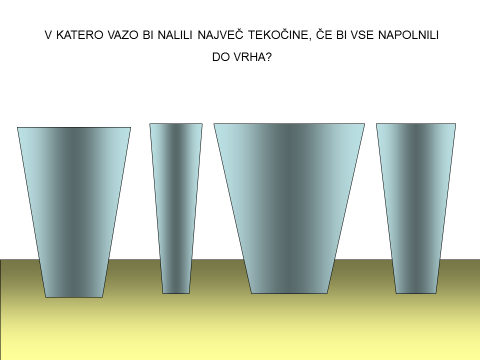 V KATERO VAZO BI NALILI NAJVEČ TEKOČINE, ČE BI VSE NAPOLNILI
DO VRHA?